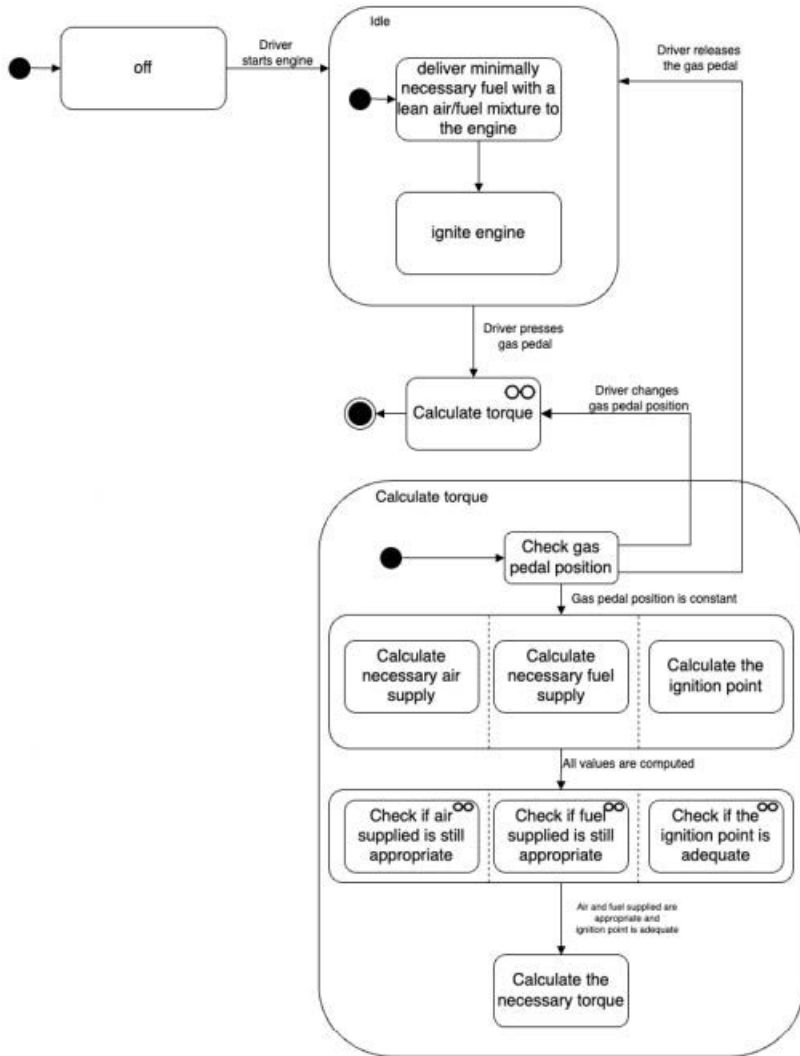 Idle
off
Driver
starts engine
deliver minimally
necessary fuel with a
lean air/fuel mixture to
the engine
Driver releases
the gas pedal
ignite engine
Driver presses
gas pedal
Calculate torque
Driver changes
gas pedal position
Calculate torque
Check gas
pedal position
Gas pedal position is constant
Calculate
necessary air
supply
Calculate
necessary fuel
supply
Calculate the
ignition point
All values are computed
Check if air
supplied is still
appropriate
Check if fuel
supplied is still
appropriate
Check if the
ignition point is
adequate
Air and fuel supplied are
appropriate and
ignition point is adequate
Calculate the
necessary torque